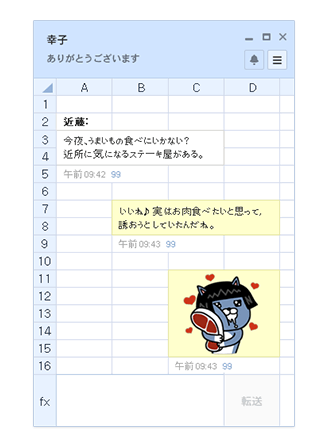 幸子
ありがとうございます
A B C D
1
2 近藤:
3 今夜、うまいもの食べにいかない?
4 近所に気になるステーキ屋がある。
5 午前 09:42 99
6
7 いいね♪実はお肉食べたいと思って、
8 誘おうとしていたんだね。
9 午前 09:43 99
10
11
12
13
14
15
16 午前 09:43 99
fx 転送